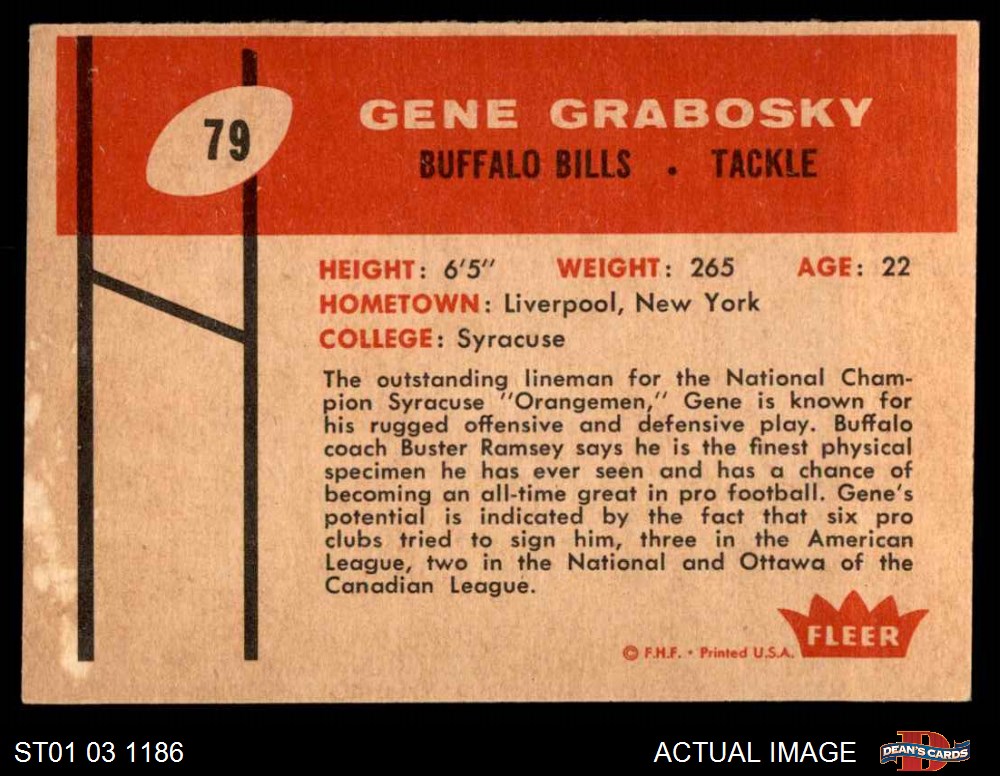 79
GENE GRABOSKY
BUFFALO BILLS . TACKLE
HEIGHT: 6'5" WEIGHT: 265 AGE: 22
HOMETOWN: Liverpool, New York
COLLEGE: Syracuse
The outstanding lineman for the National Cham-
pion Syracuse "Orangemen," Gene is known for
his rugged offensive and defensive play. Buffalo
coach Buster Ramsey says he is the finest physical
specimen he has ever seen and has a chance of
becoming an all-time great in pro football. Gene's
potential is indicated by the fact that six pro
clubs tried to sign him, three in the American
League, two in the National and Ottawa of the
Canadian League.
FLEER
© F.H.F. • Printed U.S.A.
ST01 03 1186
ACTUAL IMAGE
D
DEAN'S CARDS